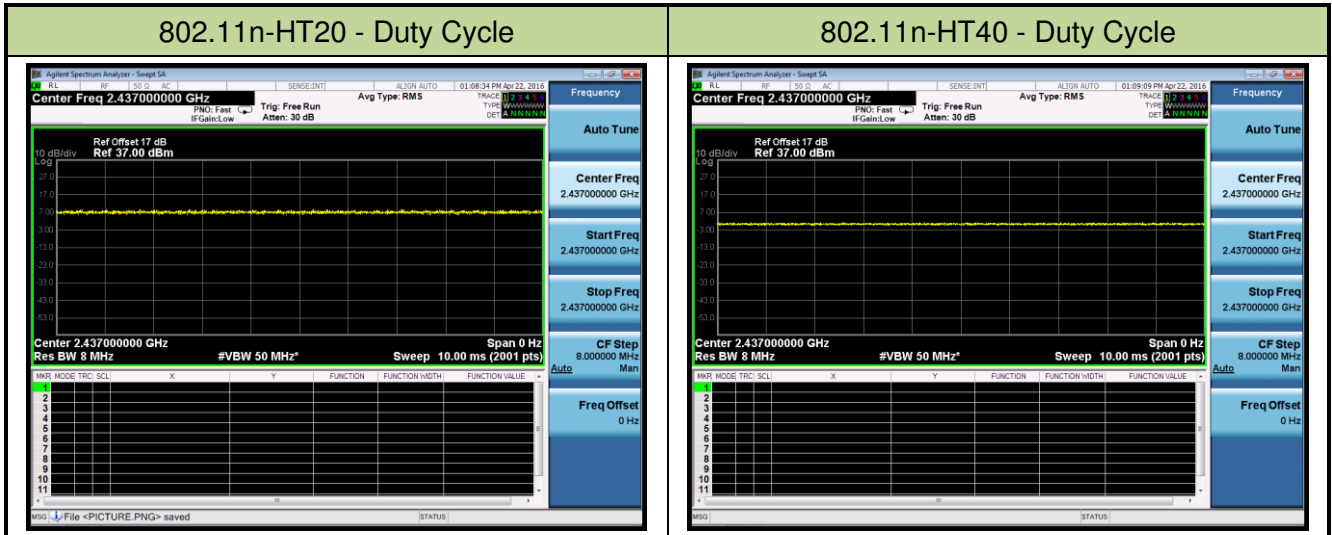 802.11n-HT20 - Duty Cycle
Agilent Spectrum Analyzer - Swept SA
RL RF 50 Ω AC SENSE:INT ALIGN AUTO 01:08:34 PM Apr 22, 2016
Center Freq 2.437000000 GHz
PNO: Fast
IFGain:Low
Trig: Free Run
Atten: 30 dB
Avg Type: RMS
TRACE 1 2 3 4 5 6
TYPE WWWWWW
DET A N N N N N
Ref Offset 17 dB
10 dB/div Ref 37.00 dBm
Log
27.0
17.0
7.00
-3.00
-13.0
-23.0
-33.0
-43.0
-53.0
Center 2.437000000 GHz Span 0 Hz
Res BW 8 MHz #VBW 50 MHz* Sweep 10.00 ms (2001 pts)
MKR MODE TRC SCL X Y FUNCTION FUNCTION WIDTH FUNCTION VALUE
1
2
3
4
5
6
7
8
9
10
11
MSG File <PICTURE.PNG> saved STATUS
Frequency
Auto Tune
Center Freq
2.437000000 GHz
Start Freq
2.437000000 GHz
Stop Freq
2.437000000 GHz
CF Step
8.000000 MHz
Auto Man
Freq Offset
0 Hz
802.11n-HT40 - Duty Cycle
Agilent Spectrum Analyzer - Swept SA
RL RF 50 Ω AC SENSE:INT ALIGN AUTO 01:09:09 PM Apr 22, 2016
Center Freq 2.437000000 GHz
PNO: Fast
IFGain:Low
Trig: Free Run
Atten: 30 dB
Avg Type: RMS
TRACE 1 2 3 4 5 6
TYPE WWWWWW
DET A N N N N N
Ref Offset 17 dB
10 dB/div Ref 37.00 dBm
Log
27.0
17.0
7.00
-3.00
-13.0
-23.0
-33.0
-43.0
-53.0
Center 2.437000000 GHz Span 0 Hz
Res BW 8 MHz #VBW 50 MHz* Sweep 10.00 ms (2001 pts)
MKR MODE TRC SCL X Y FUNCTION FUNCTION WIDTH FUNCTION VALUE
1
2
3
4
5
6
7
8
9
10
11
MSG STATUS
Frequency
Auto Tune
Center Freq
2.437000000 GHz
Start Freq
2.437000000 GHz
Stop Freq
2.437000000 GHz
CF Step
8.000000 MHz
Auto Man
Freq Offset
0 Hz